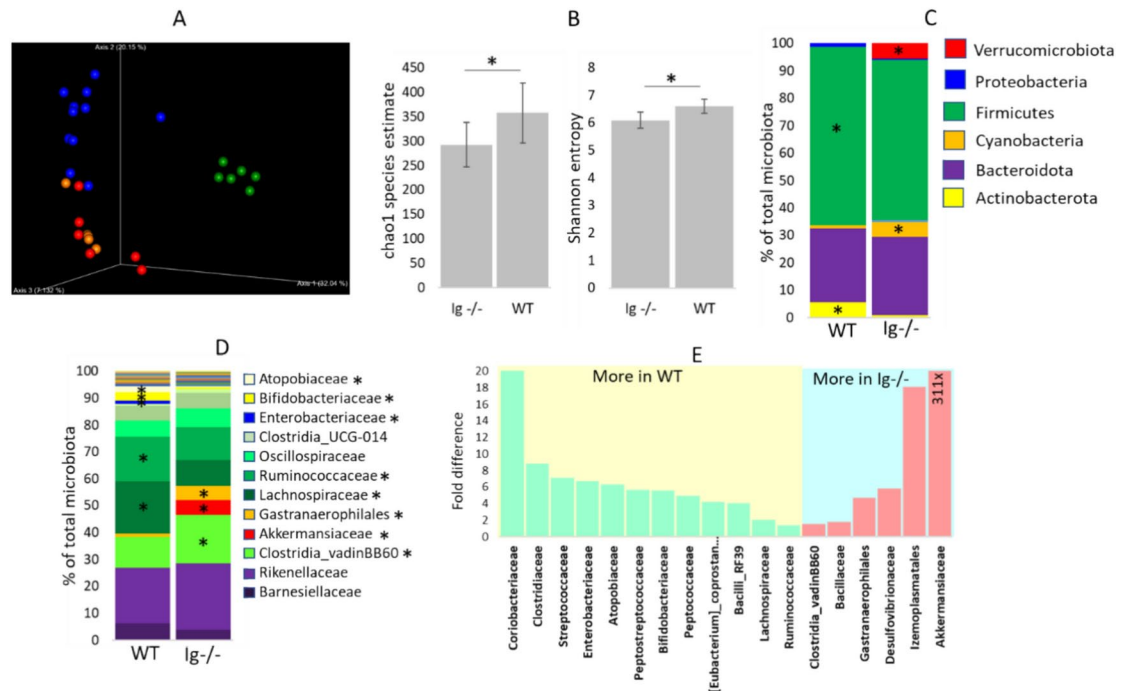 A
Axis 2 (20.15 %)
Axis 3 (7.132 %)
Axis 1 (32.04 %)
B
chao1 species estimate
450
400
350
300
250
200
150
100
50
0
*
Ig -/-
WT
Shannon entropy
8
7
6
5
4
3
2
1
0
*
Ig -/-
WT
C
% of total microbiota
100
90
80
70
60
50
40
30
20
10
0
*
*
*
*
WT
Ig-/-
Verrucomicrobiota
Proteobacteria
Firmicutes
Cyanobacteria
Bacteroidota
Actinobacterota
D
% of total microbiota
100
90
80
70
60
50
40
30
20
10
0
*
*
*
*
*
*
*
*
WT
Ig-/-
Atopobiaceae *
Bifidobacteriaceae *
Enterobacteriaceae *
Clostridia_UCG-014
Oscillospiraceae
Ruminococcaceae *
Lachnospiraceae *
Gastranaerophilales *
Akkermansiaceae *
Clostridia_vadinBB60 *
Rikenellaceae
Barnesiellaceae
E
Fold difference
20
18
16
14
12
10
8
6
4
2
0
More in WT
More in Ig-/-
311x
Coriobacteriaceae
Clostridiaceae
Streptococcaceae
Enterobacteriaceae
Atopobiaceae
Peptostreptococcaceae
Bifidobacteriaceae
Peptococcaceae
[Eubacterium]_coprostan...
Bacilli_RF39
Lachnospiraceae
Ruminococcaceae
Clostridia_vadinBB60
Bacillaceae
Gastranaerophilales
Desulfovibrionaceae
Izemoplasmatales
Akkermansiaceae